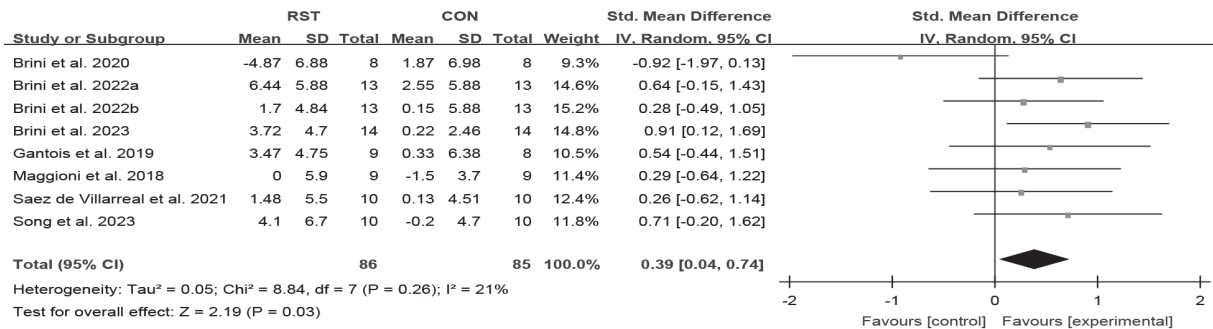 RST CON Std. Mean Difference Std. Mean Difference
Study or Subgroup Mean SD Total Mean SD Total Weight IV, Random, 95% CI IV, Random, 95% CI
Brini et al. 2020 -4.87 6.88 8 1.87 6.98 8 9.3% -0.92 [-1.97, 0.13]
Brini et al. 2022a 6.44 5.88 13 2.55 5.88 13 14.6% 0.64 [-0.15, 1.43]
Brini et al. 2022b 1.7 4.84 13 0.15 5.88 13 15.2% 0.28 [-0.49, 1.05]
Brini et al. 2023 3.72 4.7 14 0.22 2.46 14 14.8% 0.91 [0.12, 1.69]
Gantois et al. 2019 3.47 4.75 9 0.33 6.38 8 10.5% 0.54 [-0.44, 1.51]
Maggioni et al. 2018 0 5.9 9 -1.5 3.7 9 11.4% 0.29 [-0.64, 1.22]
Saez de Villarreal et al. 2021 1.48 5.5 10 0.13 4.51 10 12.4% 0.26 [-0.62, 1.14]
Song et al. 2023 4.1 6.7 10 -0.2 4.7 10 11.8% 0.71 [-0.20, 1.62]
Total (95% CI) 86 85 100.0% 0.39 [0.04, 0.74]
Heterogeneity: Tau² = 0.05; Chi² = 8.84, df = 7 (P = 0.26); I² = 21%
Test for overall effect: Z = 2.19 (P = 0.03)
-2 -1 0 1 2
Favours [control] Favours [experimental]